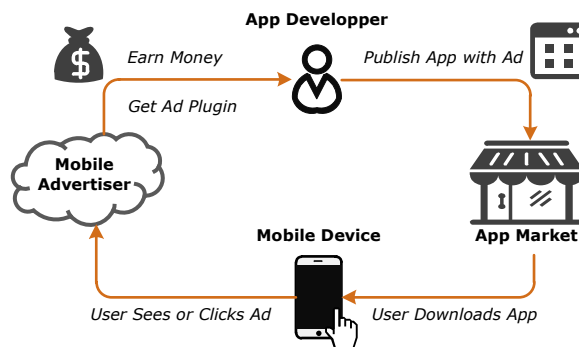 App Developper
Earn Money
Publish App with Ad
$
Get Ad Plugin
Mobile
Advertiser
Mobile Device
App Market
User Sees or Clicks Ad
User Downloads App